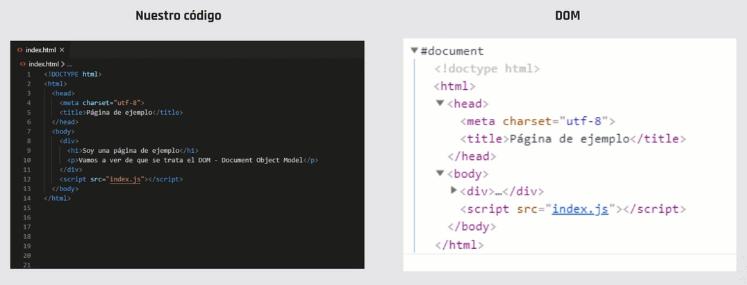 Nuestro código
index.html ×
index.html > ...
1 <!DOCTYPE html>
2 <html>
3 <head>
4 <meta charset="utf-8">
5 <title>Página de ejemplo</title>
6 </head>
7 <body>
8 <div>
9 <h1>Soy una página de ejemplo</h1>
10 <p>Vamos a ver de que se trata el DOM - Document Object Model</p>
11 </div>
12 <script src="index.js"></script>
13 </body>
14 </html>
15
16
17
18
19
20
21
DOM
▼#document
<!doctype html>
<html>
▼<head>
<meta charset="utf-8">
<title>Página de ejemplo</title>
</head>
▼<body>
▶<div>…</div>
<script src="index.js"></script>
</body>
</html>